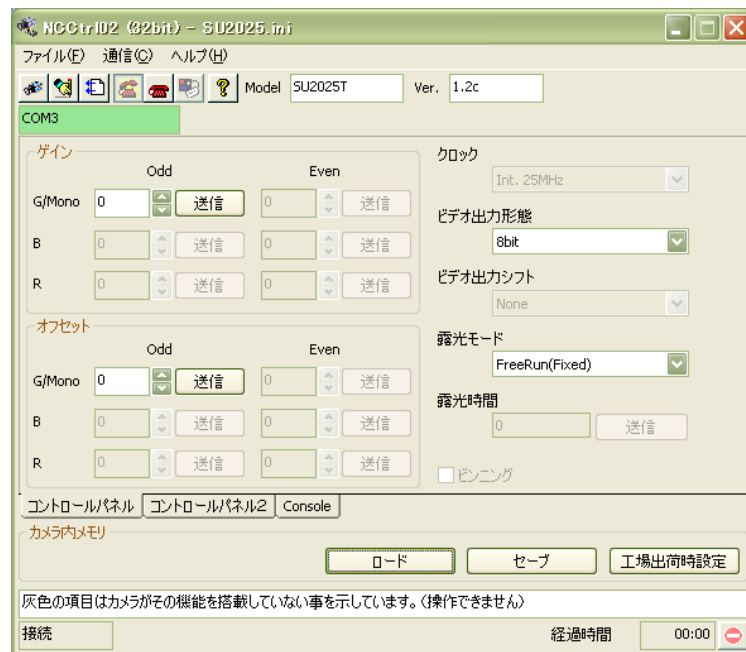 NCCtrl02 (32bit) - SU2025.ini
ファイル(F) 通信(C) ヘルプ(H)
Model SU2025T Ver. 1.2c
COM3
ゲイン
Odd Even
G/Mono 0 送信 0 送信
B 0 送信 0 送信
R 0 送信 0 送信
オフセット
Odd Even
G/Mono 0 送信 0 送信
B 0 送信 0 送信
R 0 送信 0 送信
クロック
Int. 25MHz
ビデオ出力形態
8bit
ビデオ出力シフト
None
露光モード
FreeRun(Fixed)
露光時間
0 送信
ビンニング
コントロールパネル コントロールパネル2 Console
カメラ内メモリ
ロード セーブ 工場出荷時設定
灰色の項目はカメラがその機能を搭載していない事を示しています。(操作できません)
接続 経過時間 00:00